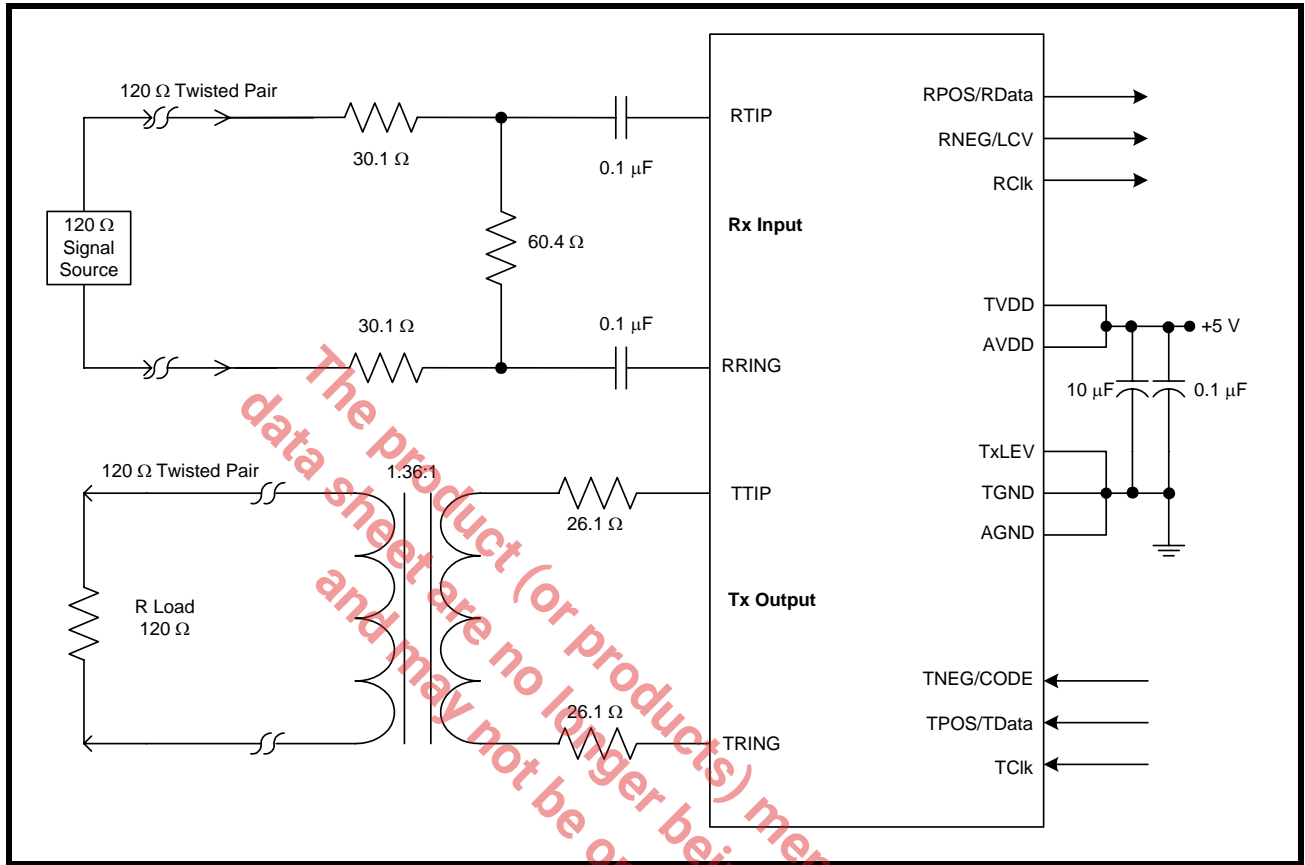 120 Ω Twisted Pair
30.1 Ω
0.1 μF
RTIP
RPOS/RData
RNEG/LCV
RClk
120 Ω
Signal
Source
60.4 Ω
Rx Input
30.1 Ω
0.1 μF
RRING
TVDD
AVDD
+5 V
10 μF
0.1 μF
120 Ω Twisted Pair
1.36:1
26.1 Ω
TTIP
TxLEV
TGND
AGND
R Load
120 Ω
Tx Output
26.1 Ω
TRING
TNEG/CODE
TPOS/TData
TClk
The product (or products) men
data sheet are no longer bei
and may not be o